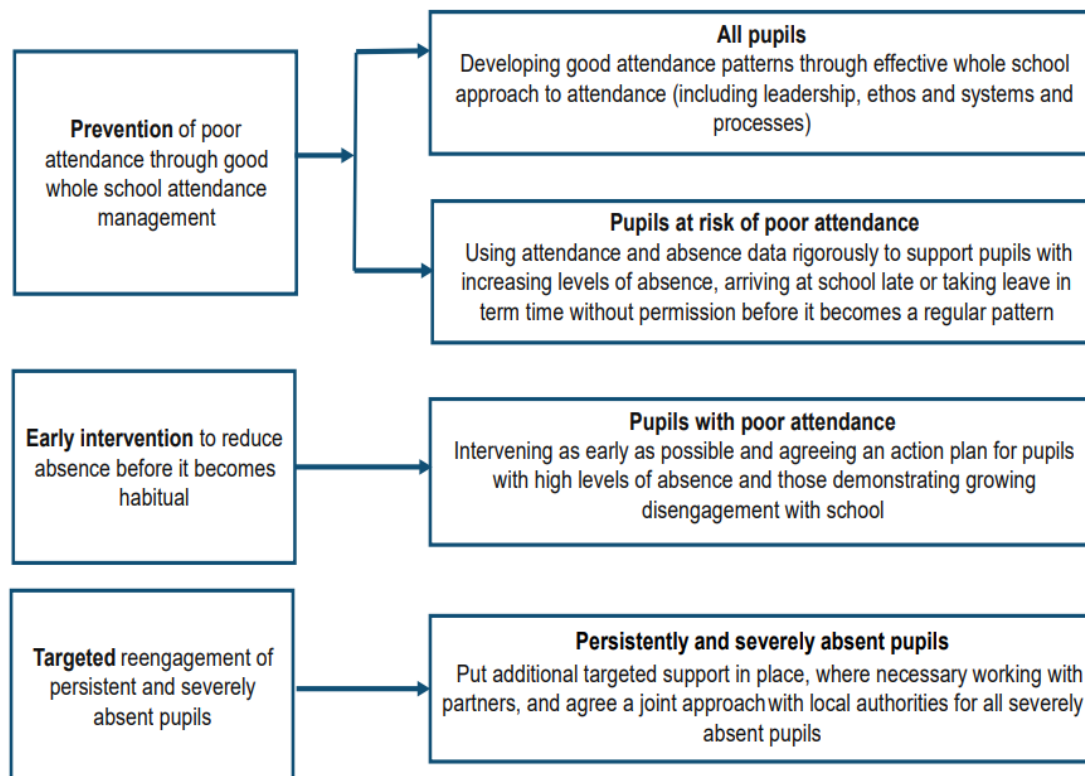 Prevention of poor
attendance through good
whole school attendance
management
All pupils
Developing good attendance patterns through effective whole school
approach to attendance (including leadership, ethos and systems and
processes)
Pupils at risk of poor attendance
Using attendance and absence data rigorously to support pupils with
increasing levels of absence, arriving at school late or taking leave in
term time without permission before it becomes a regular pattern
Early intervention to reduce
absence before it becomes
habitual
Pupils with poor attendance
Intervening as early as possible and agreeing an action plan for pupils
with high levels of absence and those demonstrating growing
disengagement with school
Targeted reengagement of
persistent and severely
absent pupils
Persistently and severely absent pupils
Put additional targeted support in place, where necessary working with
partners, and agree a joint approach with local authorities for all severely
absent pupils